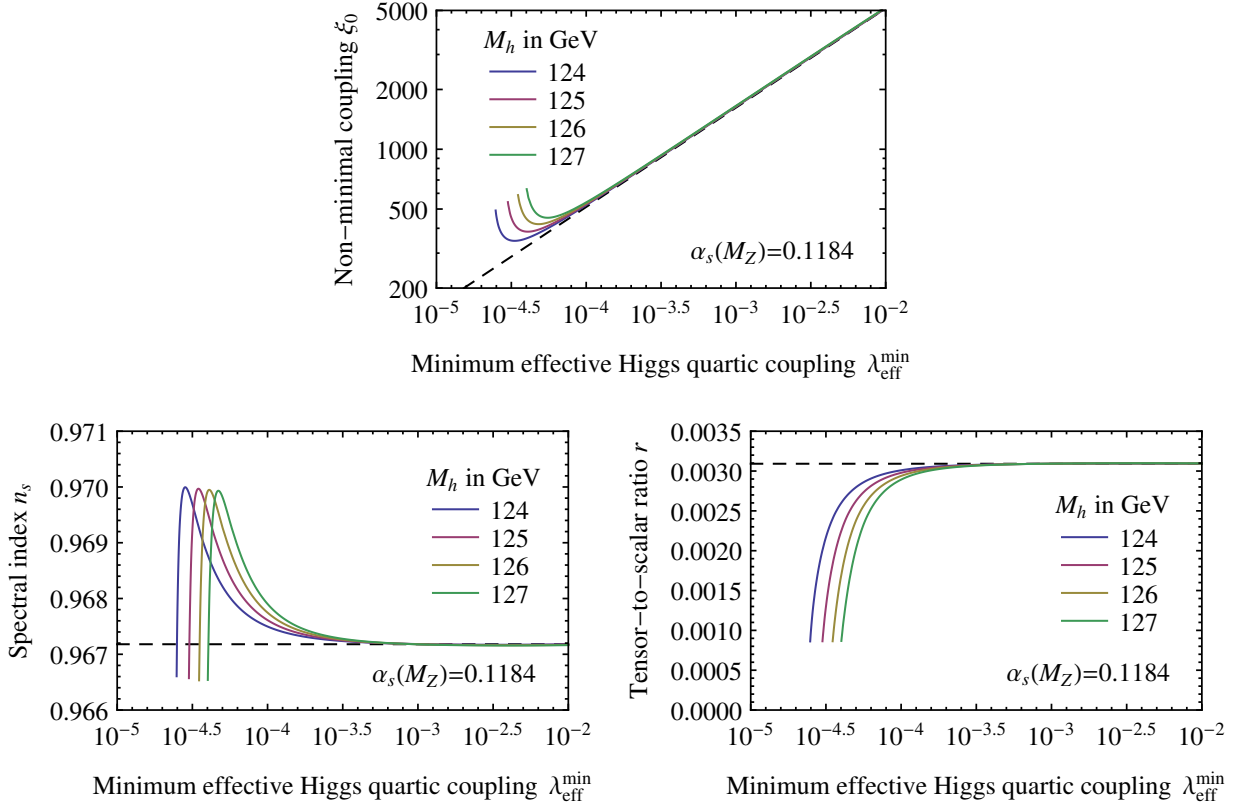 Non−minimal coupling ξ₀
5000
2000
1000
500
200
M_h in GeV
124
125
126
127
α_s(M_Z)=0.1184
10^−5 10^−4.5 10^−4 10^−3.5 10^−3 10^−2.5 10^−2
Minimum effective Higgs quartic coupling λ_eff^min
Spectral index n_s
0.971
0.970
0.969
0.968
0.967
0.966
M_h in GeV
124
125
126
127
α_s(M_Z)=0.1184
10^−5 10^−4.5 10^−4 10^−3.5 10^−3 10^−2.5 10^−2
Minimum effective Higgs quartic coupling λ_eff^min
Tensor−to−scalar ratio r
0.0035
0.0030
0.0025
0.0020
0.0015
0.0010
0.0005
0.0000
M_h in GeV
124
125
126
127
α_s(M_Z)=0.1184
10^−5 10^−4.5 10^−4 10^−3.5 10^−3 10^−2.5 10^−2
Minimum effective Higgs quartic coupling λ_eff^min